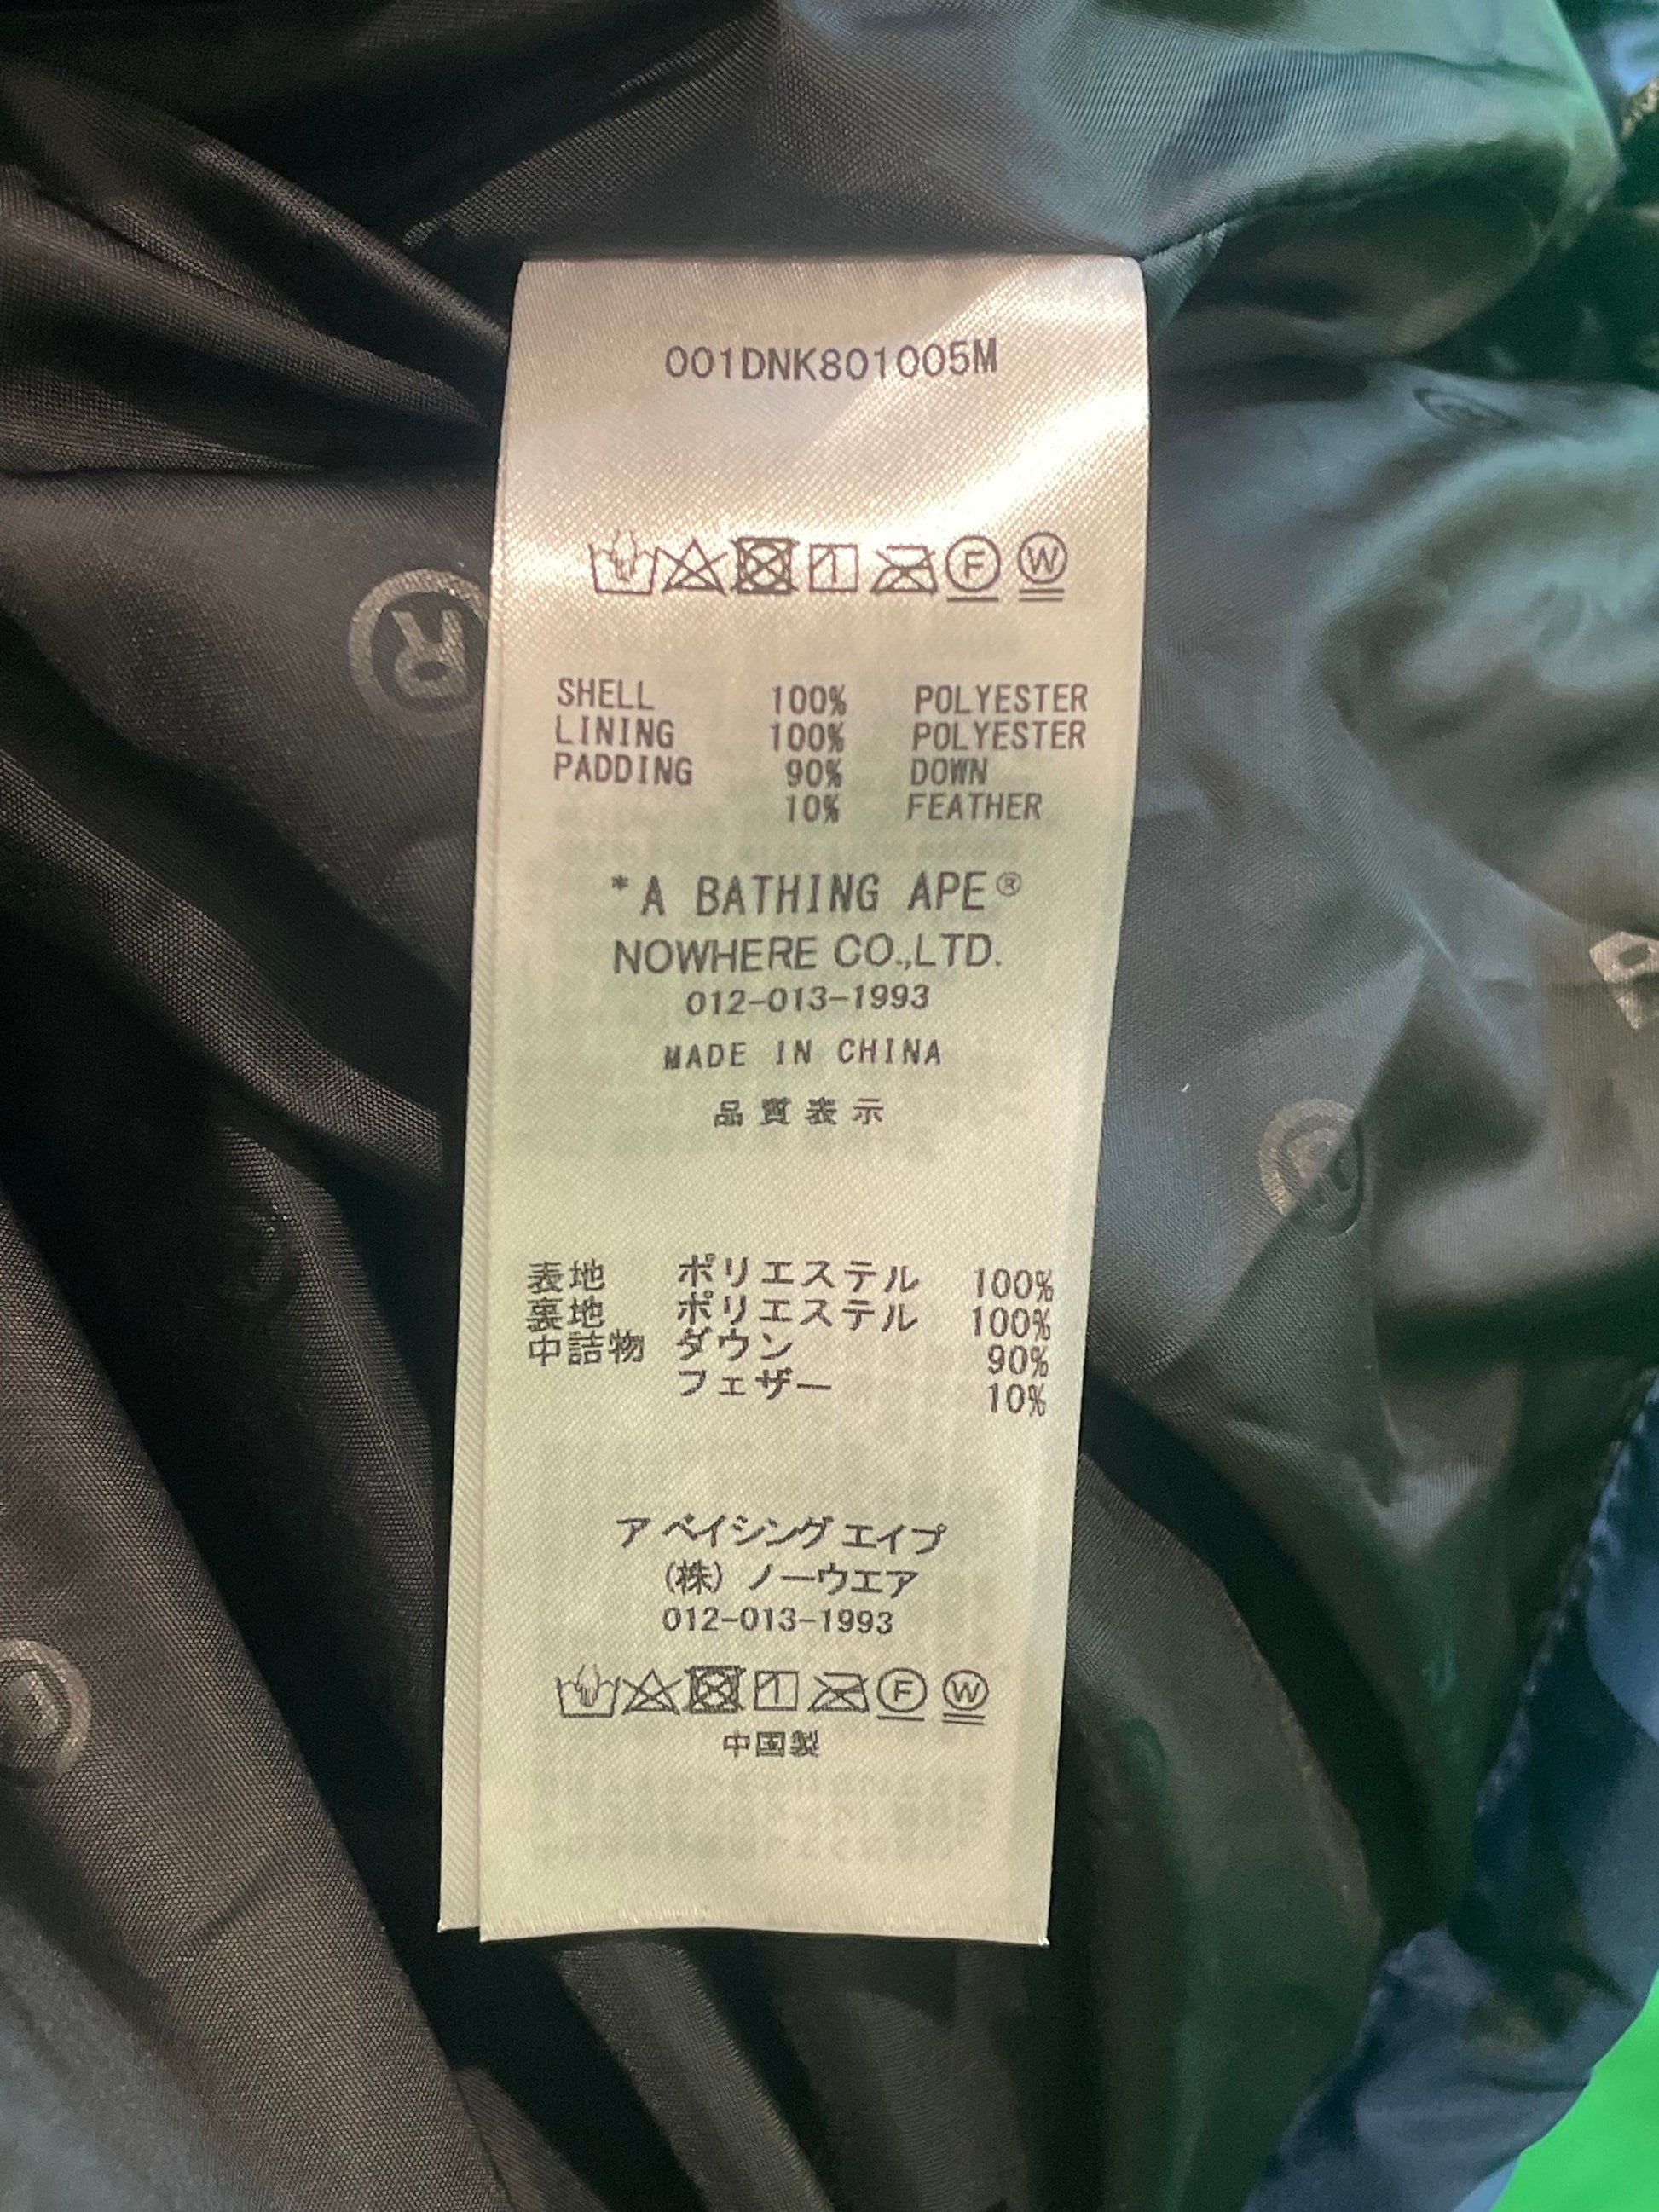 001DNK801005M
F W
SHELL 100% POLYESTER
LINING 100% POLYESTER
PADDING 90% DOWN
10% FEATHER
*A BATHING APE®
NOWHERE CO.,LTD.
012-013-1993
MADE IN CHINA
品質表示
表地 ポリエステル 100%
裏地 ポリエステル 100%
中詰物 ダウン 90%
フェザー 10%
ア ベイシング エイプ
(株) ノーウエア
012-013-1993
F W
中国製